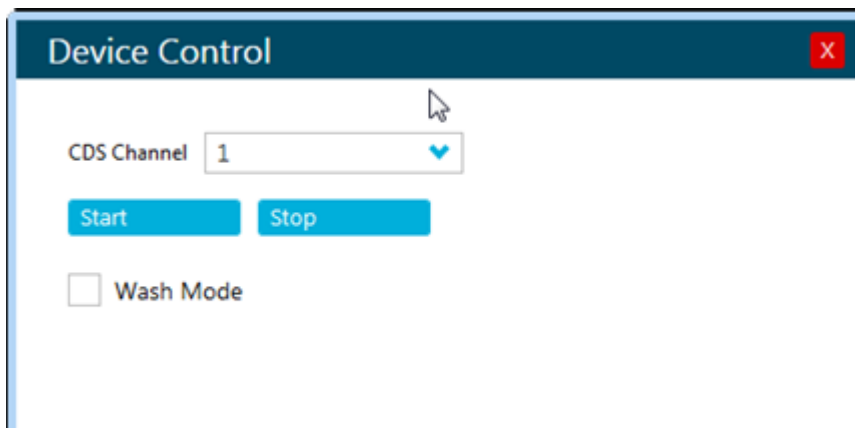 Device Control X
CDS Channel 1
Start Stop
Wash Mode